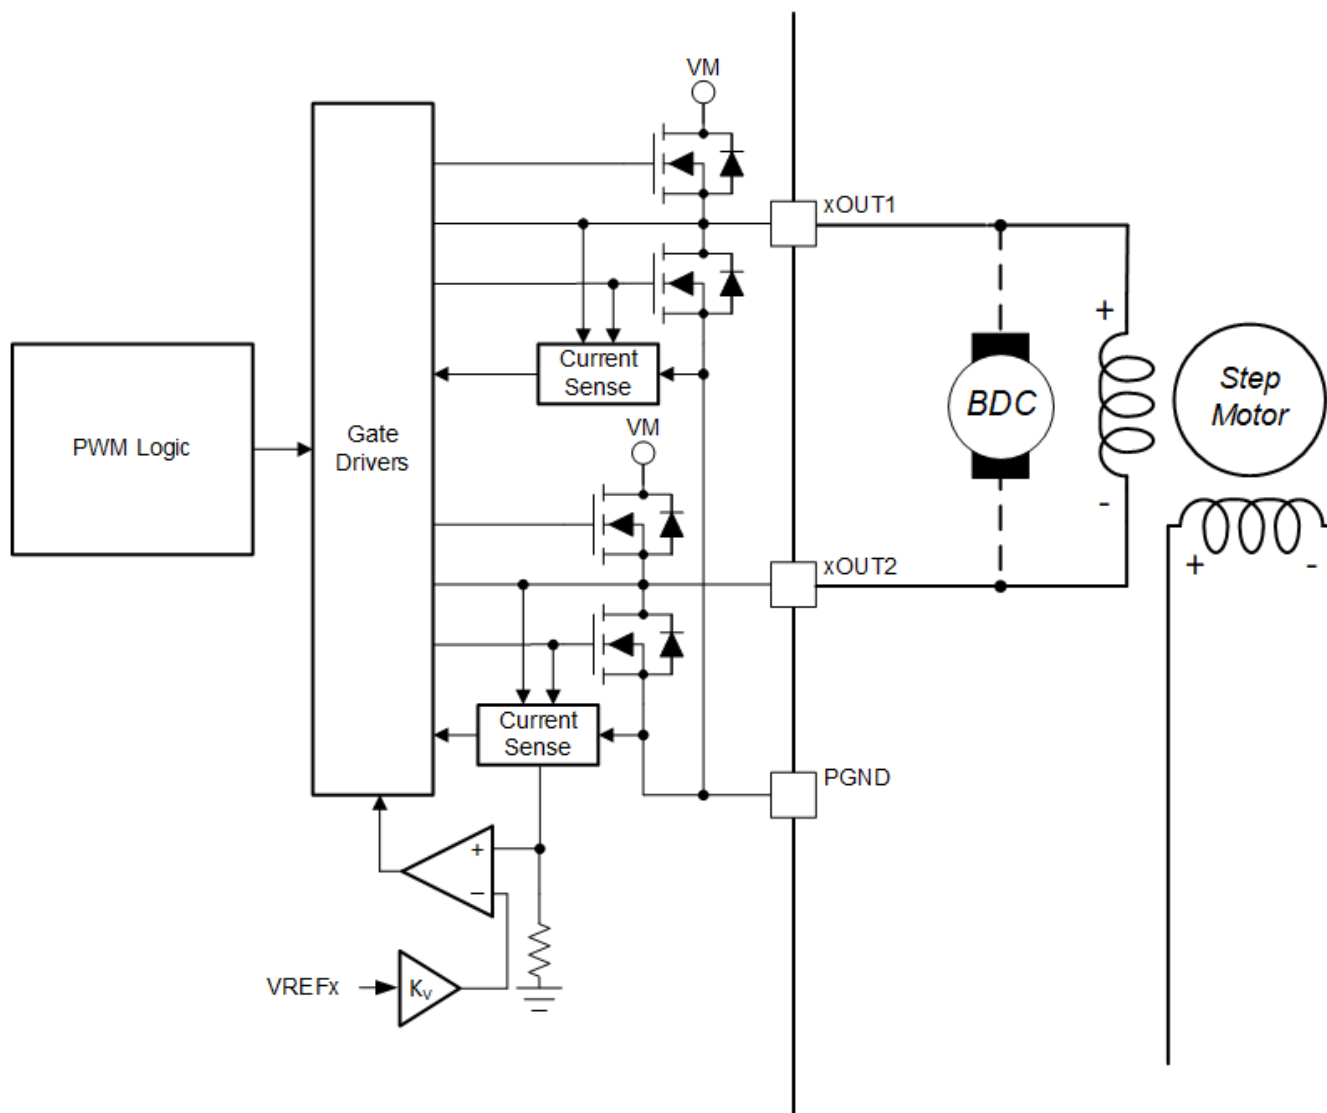 VM
xOUT1
Current
Sense
+
BDC
Step
Motor
-
PWM Logic
Gate
Drivers
VM
xOUT2
+
-
Current
Sense
PGND
+
−
VREFx
Kv